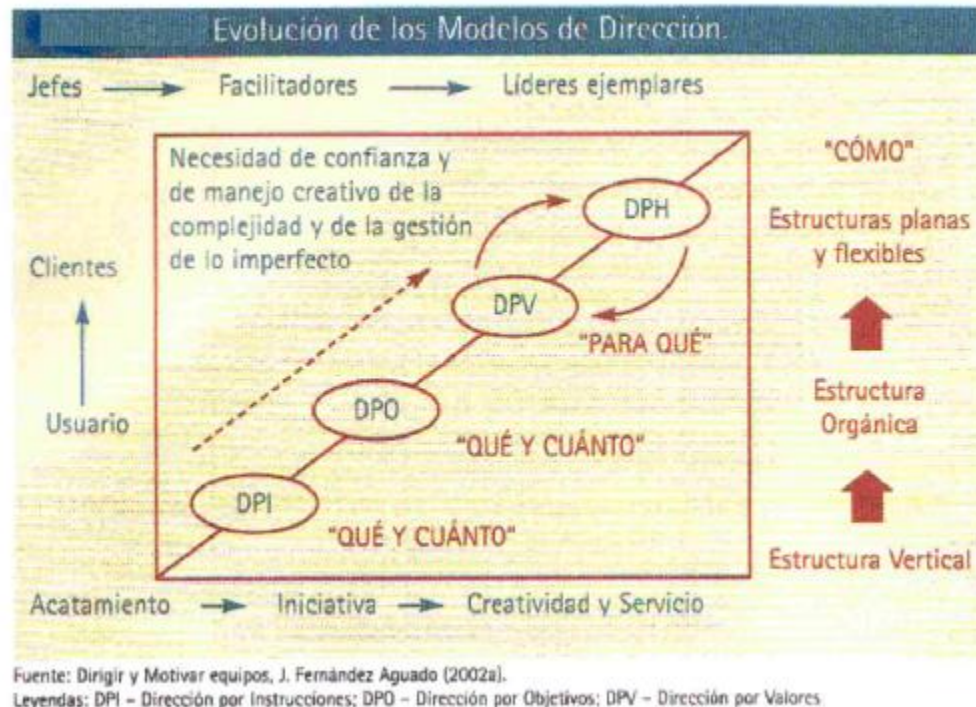 Evolución de los Modelos de Dirección.
Jefes
Facilitadores
Líderes ejemplares
Necesidad de confianza y
de manejo creativo de la
complejidad y de la gestión
de lo imperfecto
"CÓMO"
DPH
Estructuras planas
y flexibles
Clientes
DPV
"PARA QUÉ"
Usuario
DPO
Estructura
Orgánica
"QUÉ Y CUÁNTO"
DPI
"QUÉ Y CUÁNTO"
Estructura Vertical
Acatamiento
Iniciativa
Creatividad y Servicio
Fuente: Dirigir y Motivar equipos, J. Fernández Aguado (2002a).
Leyendas: DPI – Dirección por Instrucciones; DPO – Dirección por Objetivos; DPV – Dirección por Valores